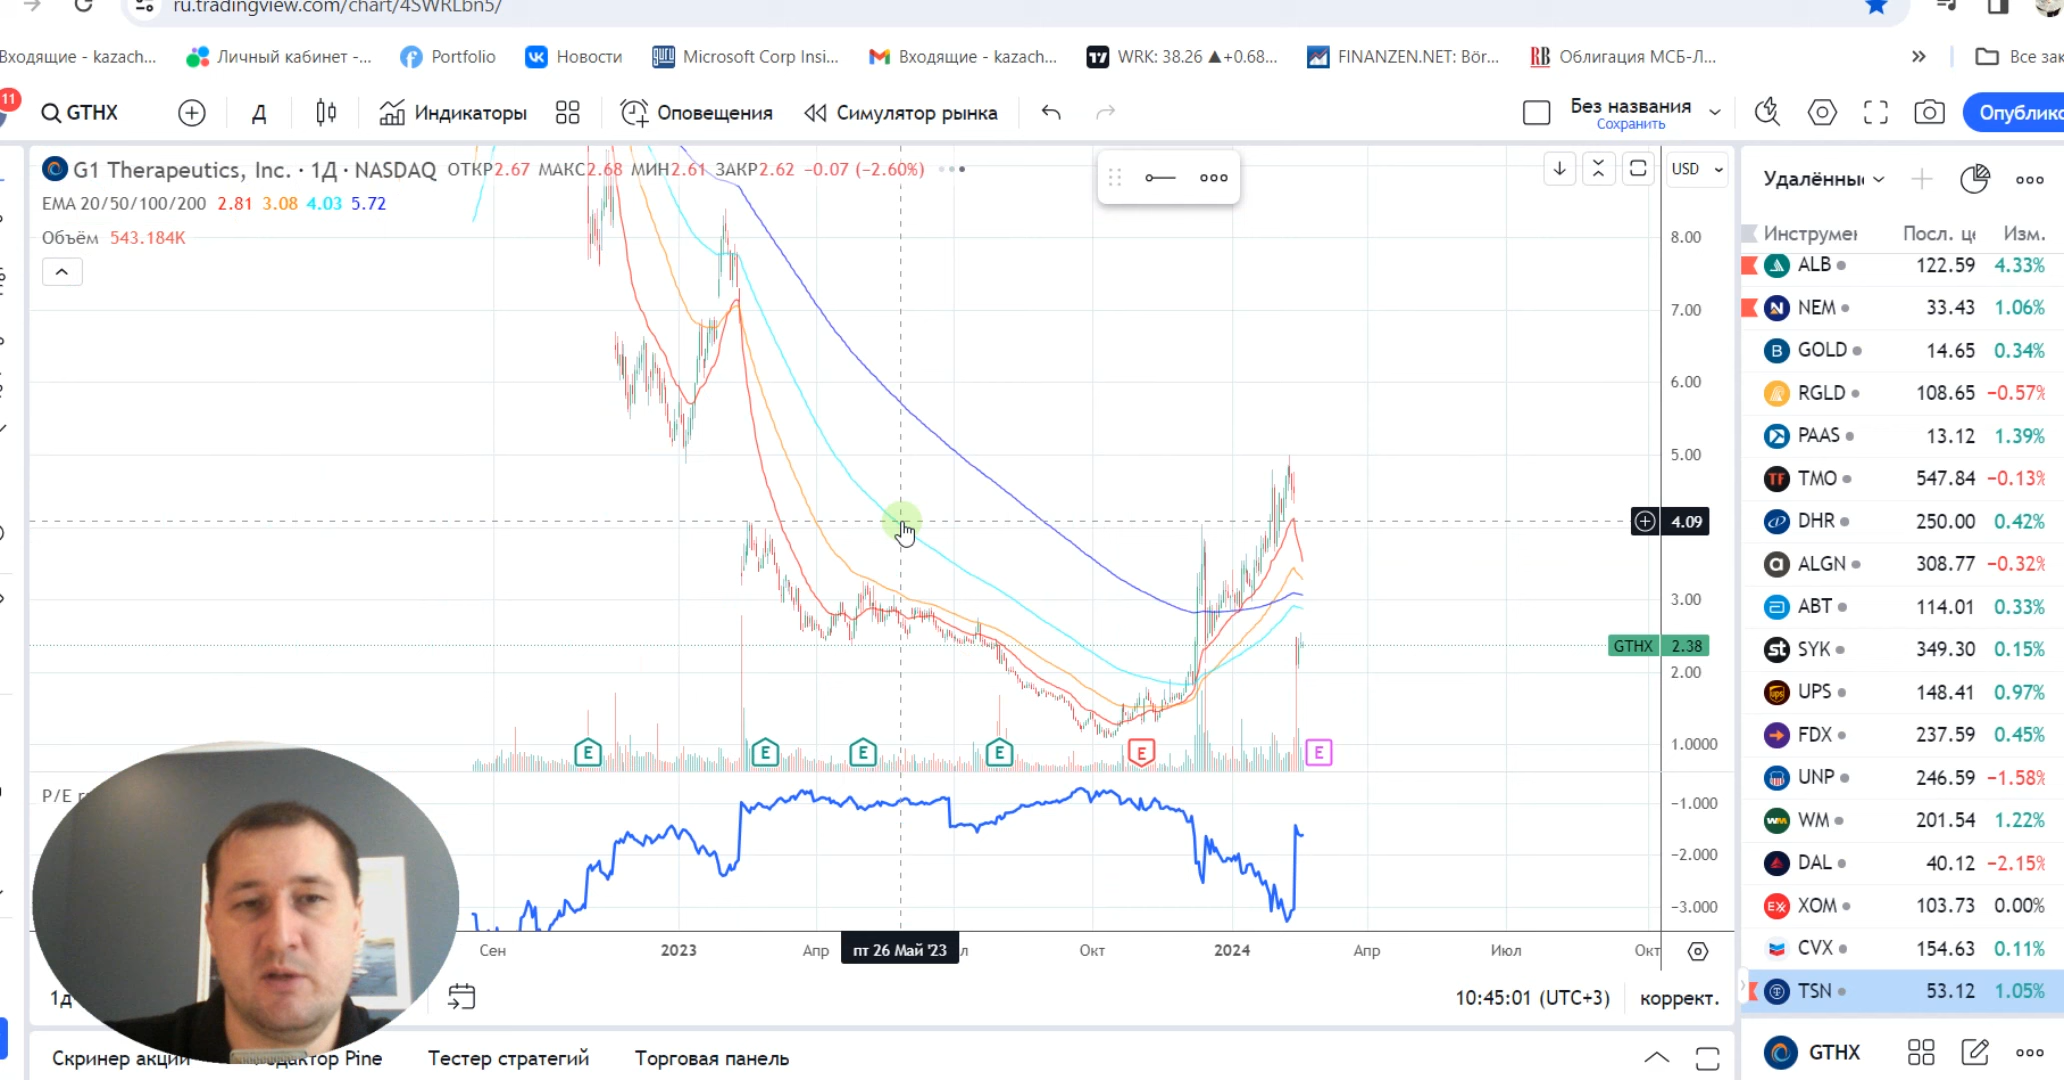 ru.tradingview.com/chart/4SWRLbn5/
Входящие - kazach...
Личный кабинет -...
Portfolio
Новости
Microsoft Corp Insi...
Входящие - kazach...
WRK: 38.26 ▲+0.68...
FINANZEN.NET: Bör...
Облигация МСБ-Л...
»
Все зак
11
GTHX
Д
Индикаторы
Оповещения
Симулятор рынка
Без названия
Сохранить
Опублико
G1 Therapeutics, Inc. · 1Д · NASDAQ ОТКР2.67 МАКС2.68 МИН2.61 ЗАКР2.62 −0.07 (−2.60%)
EMA 20/50/100/200 2.81 3.08 4.03 5.72
Объём 543.184K
USD
8.00
7.00
6.00
5.00
4.09
3.00
GTHX 2.38
2.00
1.0000
E E E E E E
P/E
−1.000
−2.000
−3.000
Сен 2023 Апр пт 26 Май '23 л Окт 2024 Апр Июл Окт
1д
10:45:01 (UTC+3) коррект.
Скринер акций
дактор Pine
Тестер стратегий
Торговая панель
Удалённы
Инструмен Посл. це Изм.
ALB 122.59 4.33%
NEM 33.43 1.06%
GOLD 14.65 0.34%
RGLD 108.65 −0.57%
PAAS 13.12 1.39%
TMO 547.84 −0.13%
DHR 250.00 0.42%
ALGN 308.77 −0.32%
ABT 114.01 0.33%
SYK 349.30 0.15%
UPS 148.41 0.97%
FDX 237.59 0.45%
UNP 246.59 −1.58%
WM 201.54 1.22%
DAL 40.12 −2.15%
XOM 103.73 0.00%
CVX 154.63 0.11%
TSN 53.12 1.05%
GTHX